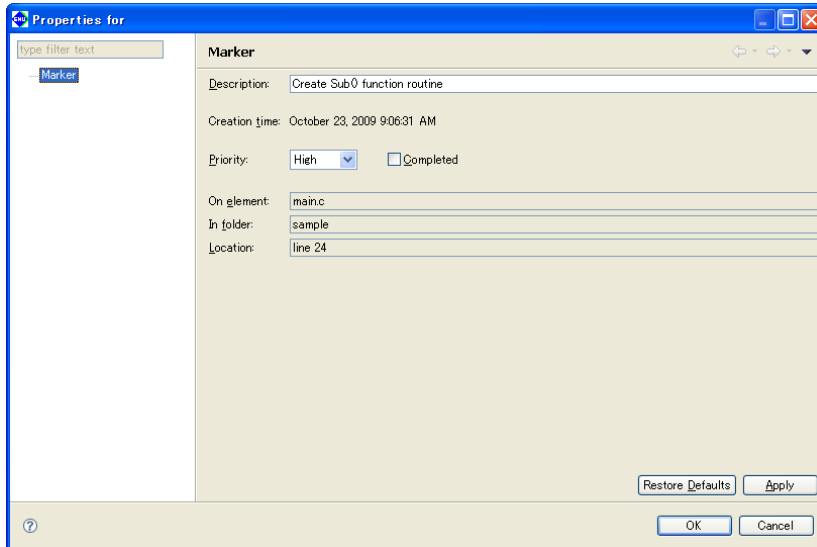 Properties for
type filter text
Marker
Marker
Description: Create Sub() function routine
Creation time: October 23, 2009 9:06:31 AM
Priority: High Completed
On element: main.c
In folder: sample
Location: line 24
Restore Defaults Apply
OK Cancel